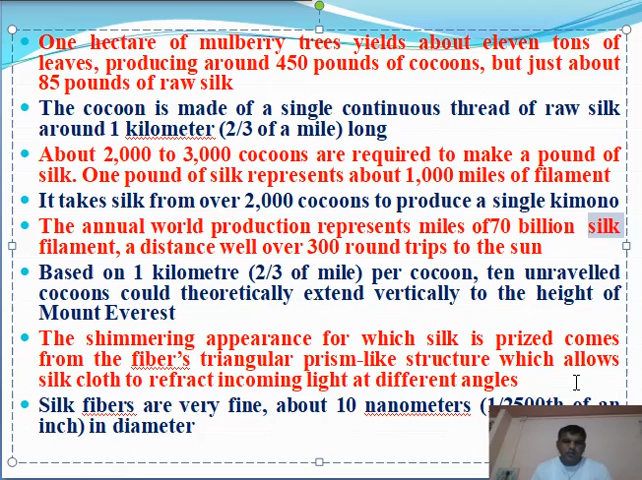 One hectare of mulberry trees yields about eleven tons of
leaves, producing around 450 pounds of cocoons, but just about
85 pounds of raw silk
The cocoon is made of a single continuous thread of raw silk
around 1 kilometer (2/3 of a mile) long
About 2,000 to 3,000 cocoons are required to make a pound of
silk. One pound of silk represents about 1,000 miles of filament
It takes silk from over 2,000 cocoons to produce a single kimono
The annual world production represents miles of70 billion silk
filament, a distance well over 300 round trips to the sun
Based on 1 kilometre (2/3 of mile) per cocoon, ten unravelled
cocoons could theoretically extend vertically to the height of
Mount Everest
The shimmering appearance for which silk is prized comes
from the fiber's triangular prism-like structure which allows
silk cloth to refract incoming light at different angles
Silk fibers are very fine, about 10 nanometers (1/2500th of an
inch) in diameter